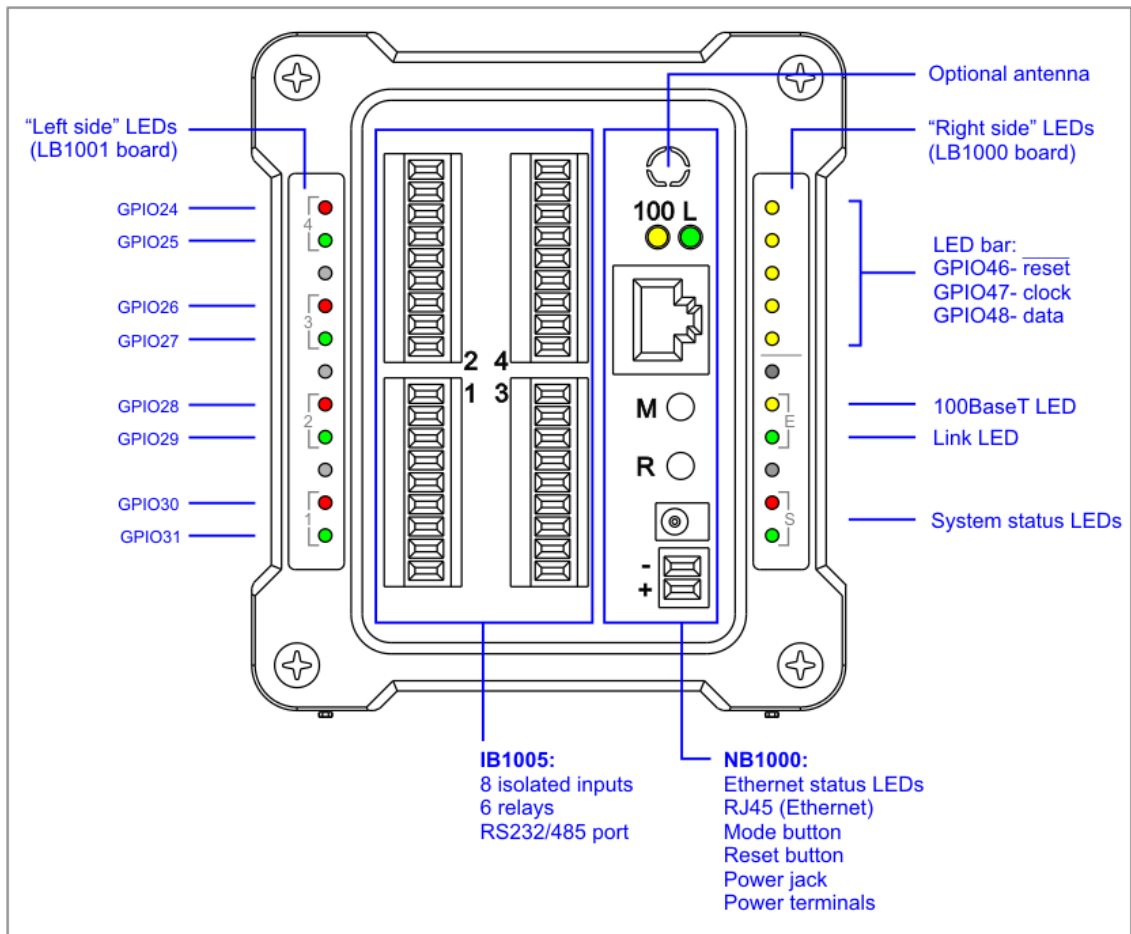 Optional antenna
“Left side” LEDs
(LB1001 board)
“Right side” LEDs
(LB1000 board)
GPIO24
GPIO25
GPIO26
GPIO27
GPIO28
GPIO29
GPIO30
GPIO31
4
3
2
1
2 4
1 3
100 L
M
R
-
+
E
S
LED bar:
GPIO46- reset
GPIO47- clock
GPIO48- data
100BaseT LED
Link LED
System status LEDs
IB1005:
8 isolated inputs
6 relays
RS232/485 port
NB1000:
Ethernet status LEDs
RJ45 (Ethernet)
Mode button
Reset button
Power jack
Power terminals